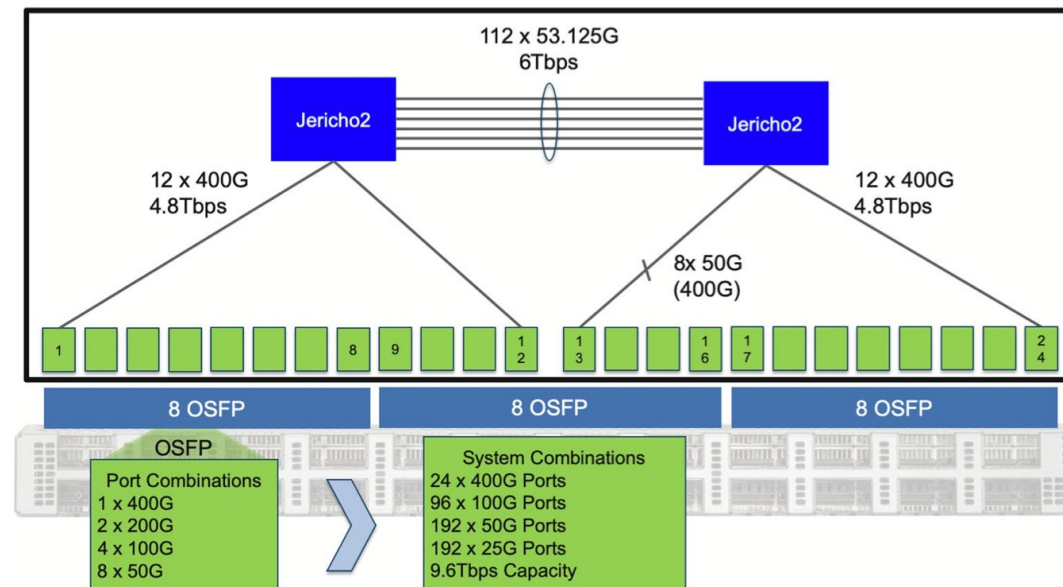 112 x 53.125G
6Tbps
Jericho2
Jericho2
12 x 400G
4.8Tbps
12 x 400G
4.8Tbps
8x 50G
(400G)
1
8
9
12
13
16
17
24
8 OSFP
8 OSFP
8 OSFP
OSFP
Port Combinations
1 x 400G
2 x 200G
4 x 100G
8 x 50G
System Combinations
24 x 400G Ports
96 x 100G Ports
192 x 50G Ports
192 x 25G Ports
9.6Tbps Capacity